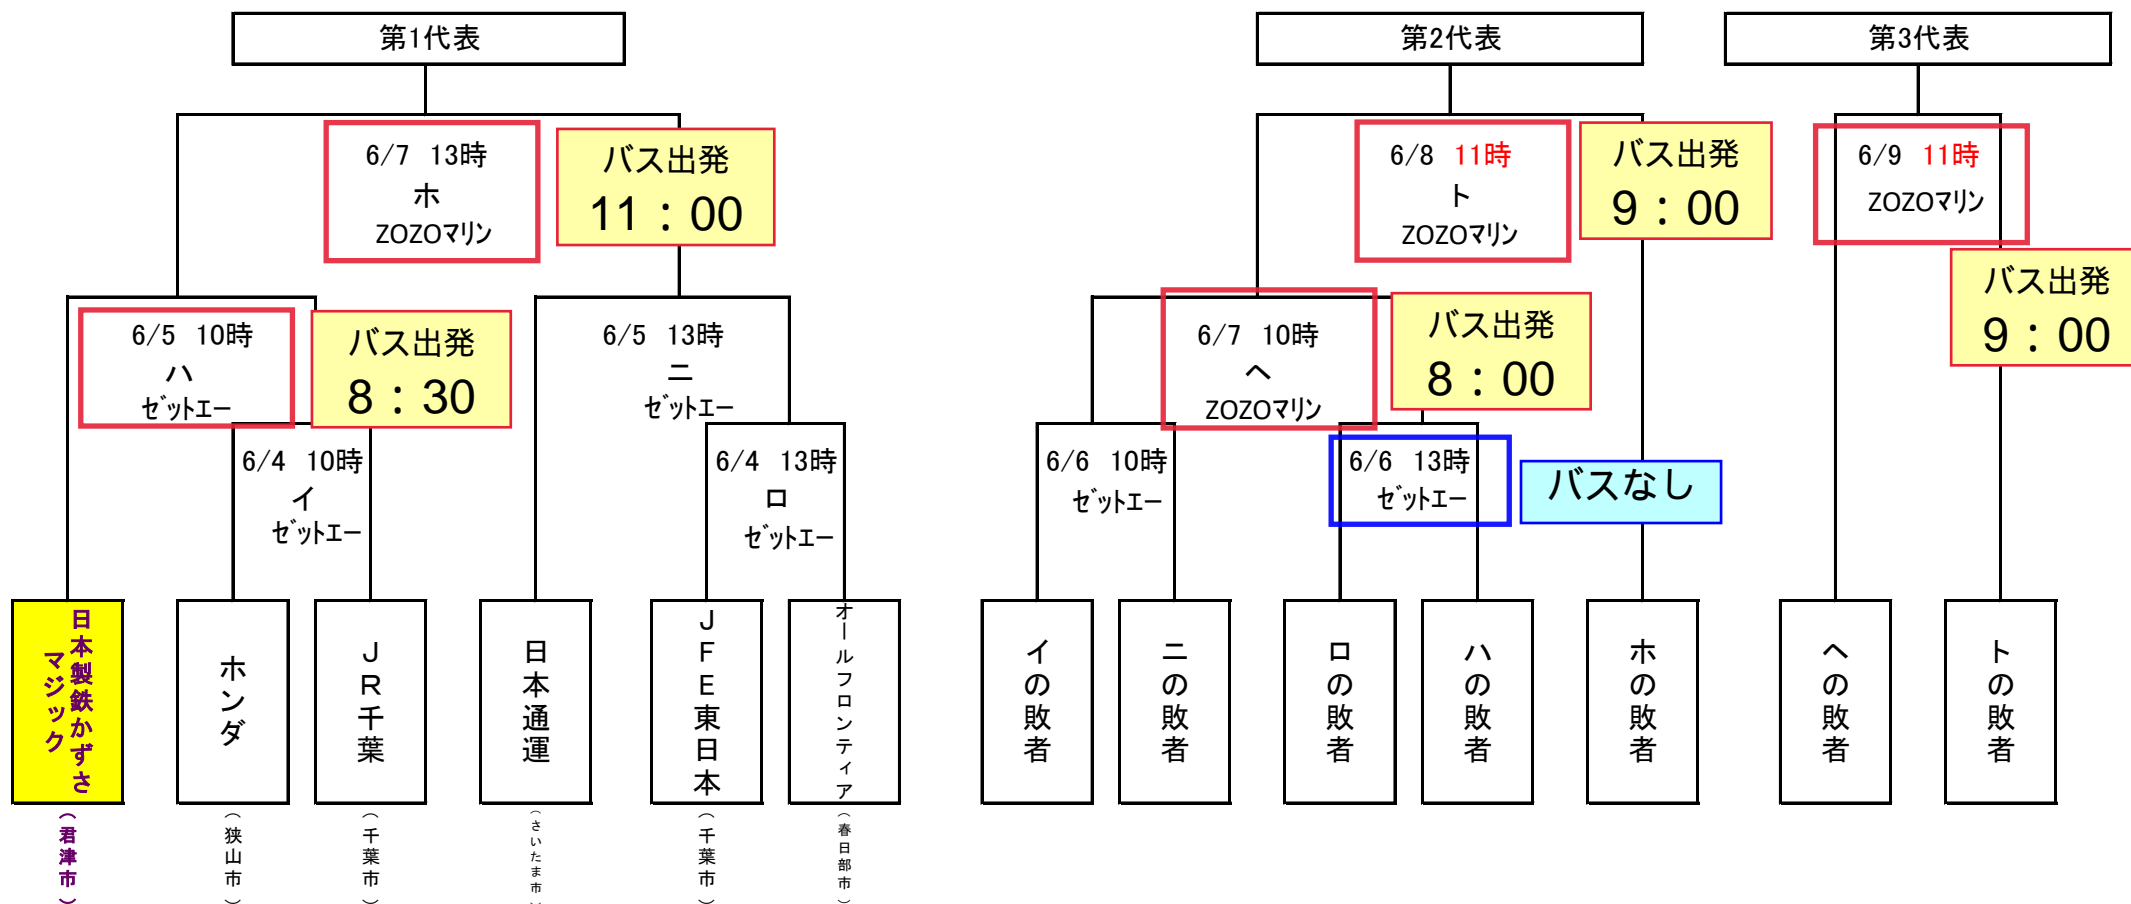 第1代表
第2代表
第3代表
6/7 13時
ホ
ZOZOマリン
バス出発
11：00
6/8 11時
ト
ZOZOマリン
バス出発
9：00
6/9 11時
ZOZOマリン
バス出発
9：00
6/5 10時
ハ
ゼットエー
バス出発
8：30
6/5 13時
ニ
ゼットエー
6/7 10時
ヘ
ZOZOマリン
バス出発
8：00
6/4 10時
イ
ゼットエー
6/4 13時
ロ
ゼットエー
6/6 10時
ゼットエー
6/6 13時
ゼットエー
バスなし
日本製鉄かずさ
マジック
（君津市）
ホンダ
（狭山市）
ＪＲ千葉
（千葉市）
日本通運
（さいたま市）
ＪＦＥ東日本
（千葉市）
オールフロンティア
（春日部市）
イの敗者
ニの敗者
ロの敗者
ハの敗者
ホの敗者
ヘの敗者
トの敗者